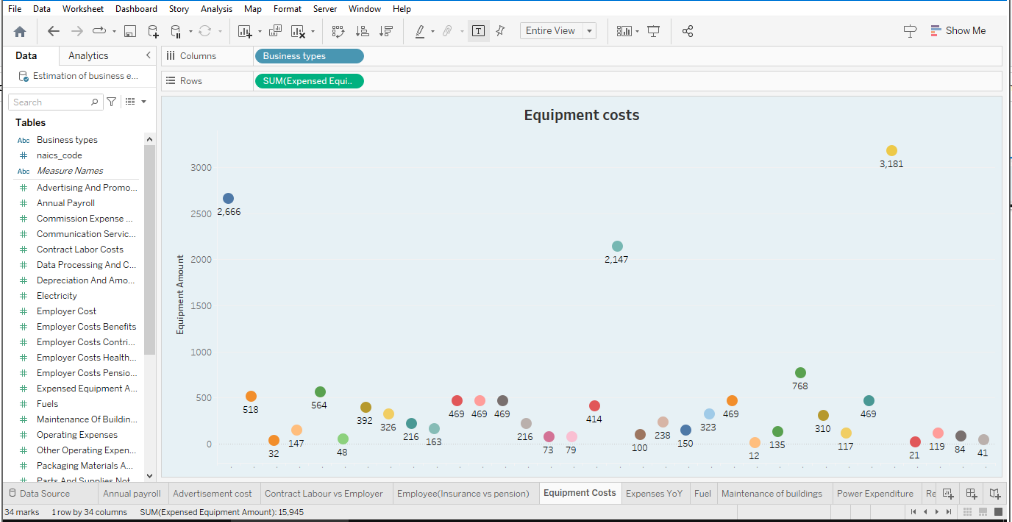 File Data Worksheet Dashboard Story Analysis Map Format Server Window Help
Entire View
Show Me
Data Analytics
Columns Business types
Estimation of business e...
Rows SUM(Expensed Equi..
Search
Tables
Abc Business types
# naics_code
Abc Measure Names
# Advertising And Promo...
# Annual Payroll
# Commission Expense ...
# Communication Servic...
# Contract Labor Costs
# Data Processing And C...
# Depreciation And Amo...
# Electricity
# Employer Cost
# Employer Costs Benefits
# Employer Costs Contri...
# Employer Costs Health...
# Employer Costs Pensio...
# Expensed Equipment A...
# Fuels
# Maintenance Of Buildin...
# Operating Expenses
# Other Operating Expen...
# Packaging Materials A...
# Parts And Supplies Not
Equipment costs
Equipment Amount
3000
2500
2000
1500
1000
500
0
2,666
518
32
147
564
48
392
326
216
163
469
469
469
216
73
79
414
2,147
100
238
150
323
469
12
135
768
310
117
469
3,181
21
119
84
41
Data Source Annual payroll Advertisement cost Contract Labour vs Employer Employee(Insurance vs pension) Equipment Costs Expenses YoY Fuel Maintenance of buildings Power Expenditure Re
34 marks 1 row by 34 columns SUM(Expensed Equipment Amount): 15,945